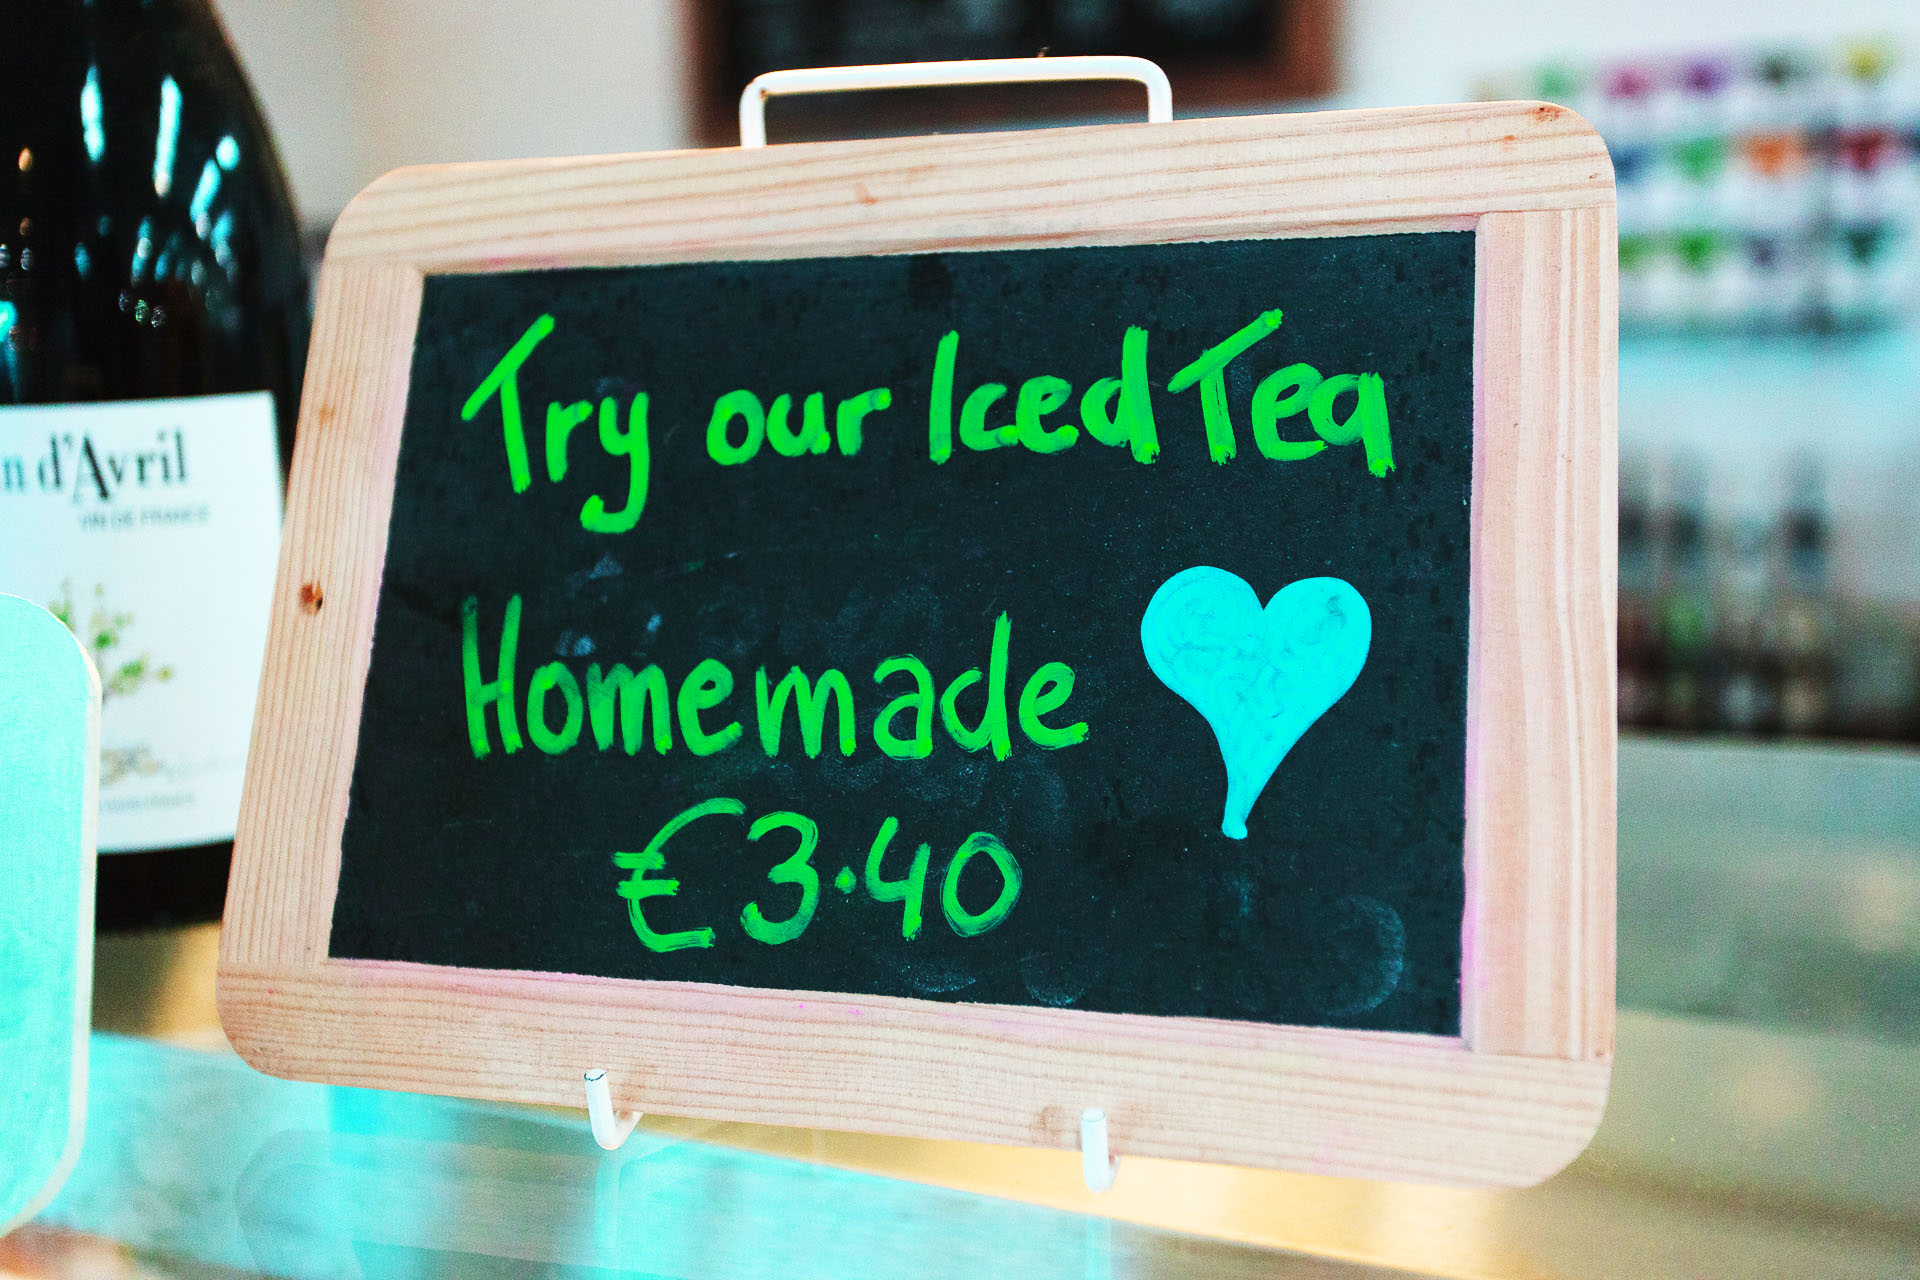 n d'Avril
VIN DE FRANCE
Try our Iced Tea
Homemade
€3.40